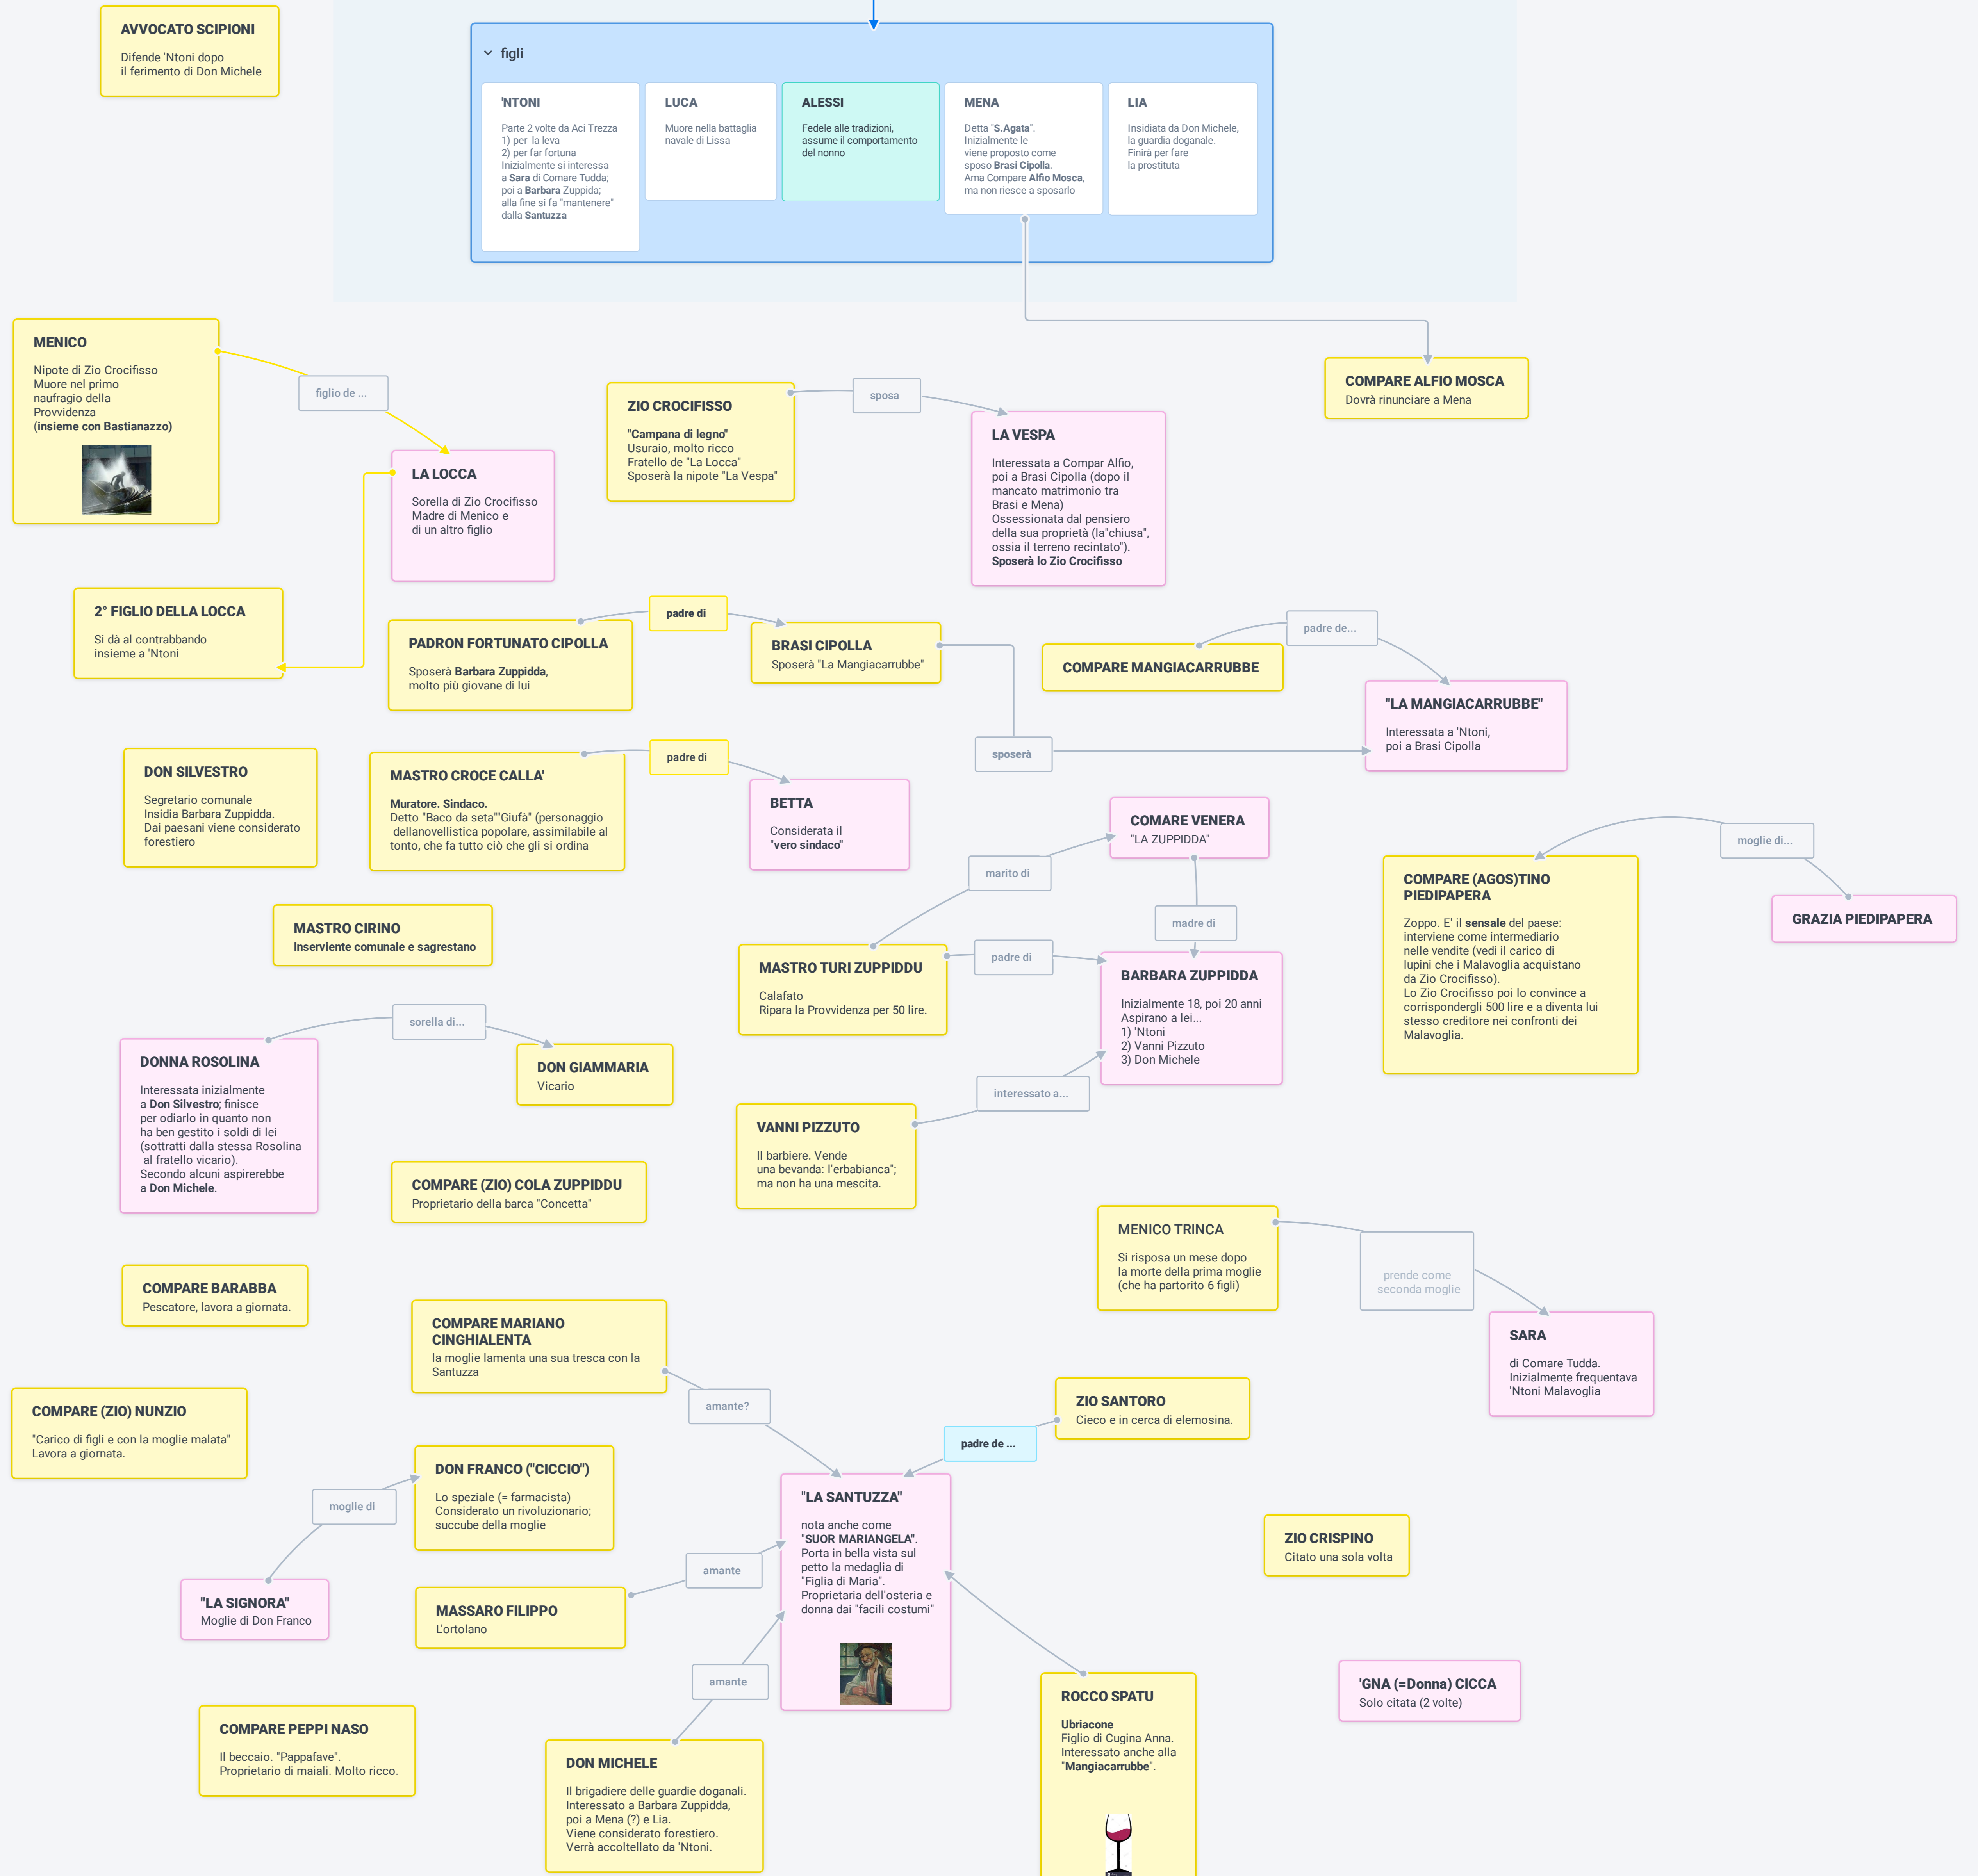 AVVOCATO SCIPIONI
Difende 'Ntoni dopo
il ferimento di Don Michele
figli
'NTONI
Parte 2 volte da Aci Trezza
1) per  la leva
2) per far fortuna
Inizialmente si interessa
a Sara di Comare Tudda;
poi a Barbara Zuppida;
alla fine si fa "mantenere"
dalla Santuzza
LUCA
Muore nella battaglia
navale di Lissa
ALESSI
Fedele alle tradizioni,
assume il comportamento
del nonno
MENA
Detta "S.Agata".
Inizialmente le
viene proposto come
sposo Brasi Cipolla.
Ama Compare Alfio Mosca,
ma non riesce a sposarlo
LIA
Insidiata da Don Michele,
la guardia doganale.
Finirà per fare
la prostituta
MENICO
Nipote di Zio Crocifisso
Muore nel primo
naufragio della
Provvidenza
(insieme con Bastianazzo)
figlio de ...
LA LOCCA
Sorella di Zio Crocifisso
Madre di Menico e
di un altro figlio
ZIO CROCIFISSO
"Campana di legno"
Usuraio, molto ricco
Fratello de "La Locca"
Sposerà la nipote "La Vespa"
sposa
LA VESPA
Interessata a Compar Alfio,
poi a Brasi Cipolla (dopo il
mancato matrimonio tra
Brasi e Mena)
Ossessionata dal pensiero
della sua proprietà (la"chiusa",
ossia il terreno recintato").
Sposerà lo Zio Crocifisso
COMPARE ALFIO MOSCA
Dovrà rinunciare a Mena
2° FIGLIO DELLA LOCCA
Si dà al contrabbando
insieme a 'Ntoni
PADRON FORTUNATO CIPOLLA
Sposerà Barbara Zuppidda,
molto più giovane di lui
padre di
BRASI CIPOLLA
Sposerà "La Mangiacarrubbe"
COMPARE MANGIACARRUBBE
padre de...
"LA MANGIACARRUBBE"
Interessata a 'Ntoni,
poi a Brasi Cipolla
sposerà
DON SILVESTRO
Segretario comunale
Insidia Barbara Zuppidda.
Dai paesani viene considerato
forestiero
MASTRO CROCE CALLA'
Muratore. Sindaco.
Detto "Baco da seta""Giufà" (personaggio
dellanovellistica popolare, assimilabile al
tonto, che fa tutto ciò che gli si ordina
padre di
BETTA
Considerata il
"vero sindaco"
COMARE VENERA
"LA ZUPPIDDA"
marito di
madre di
COMPARE (AGOS)TINO
PIEDIPAPERA
Zoppo. E' il sensale del paese:
interviene come intermediario
nelle vendite (vedi il carico di
lupini che i Malavoglia acquistano
da Zio Crocifisso).
Lo Zio Crocifisso poi lo convince a
corrispondergli 500 lire e a diventa lui
stesso creditore nei confronti dei
Malavoglia.
moglie di...
GRAZIA PIEDIPAPERA
MASTRO CIRINO
Inserviente comunale e sagrestano
MASTRO TURI ZUPPIDDU
Calafato
Ripara la Provvidenza per 50 lire.
padre di
BARBARA ZUPPIDDA
Inizialmente 18, poi 20 anni
Aspirano a lei...
1) 'Ntoni
2) Vanni Pizzuto
3) Don Michele
DONNA ROSOLINA
Interessata inizialmente
a Don Silvestro; finisce
per odiarlo in quanto non
ha ben gestito i soldi di lei
(sottratti dalla stessa Rosolina
al fratello vicario).
Secondo alcuni aspirerebbe
a Don Michele.
sorella di...
DON GIAMMARIA
Vicario
interessato a...
VANNI PIZZUTO
Il barbiere. Vende
una bevanda: l'erbabianca";
ma non ha una mescita.
COMPARE (ZIO) COLA ZUPPIDDU
Proprietario della barca "Concetta"
MENICO TRINCA
Si risposa un mese dopo
la morte della prima moglie
(che ha partorito 6 figli)
prende come
seconda moglie
SARA
di Comare Tudda.
Inizialmente frequentava
'Ntoni Malavoglia
COMPARE BARABBA
Pescatore, lavora a giornata.
COMPARE MARIANO
CINGHIALENTA
la moglie lamenta una sua tresca con la
Santuzza
amante?
ZIO SANTORO
Cieco e in cerca di elemosina.
padre de ...
COMPARE (ZIO) NUNZIO
"Carico di figli e con la moglie malata"
Lavora a giornata.
DON FRANCO ("CICCIO")
Lo speziale (= farmacista)
Considerato un rivoluzionario;
succube della moglie
moglie di
"LA SIGNORA"
Moglie di Don Franco
"LA SANTUZZA"
nota anche come
"SUOR MARIANGELA".
Porta in bella vista sul
petto la medaglia di
"Figlia di Maria".
Proprietaria dell'osteria e
donna dai "facili costumi"
ZIO CRISPINO
Citato una sola volta
amante
MASSARO FILIPPO
L'ortolano
amante
ROCCO SPATU
Ubriacone
Figlio di Cugina Anna.
Interessato anche alla
"Mangiacarrubbe".
'GNA (=Donna) CICCA
Solo citata (2 volte)
COMPARE PEPPI NASO
Il beccaio. "Pappafave".
Proprietario di maiali. Molto ricco.
DON MICHELE
Il brigadiere delle guardie doganali.
Interessato a Barbara Zuppidda,
poi a Mena (?) e Lia.
Viene considerato forestiero.
Verrà accoltellato da 'Ntoni.